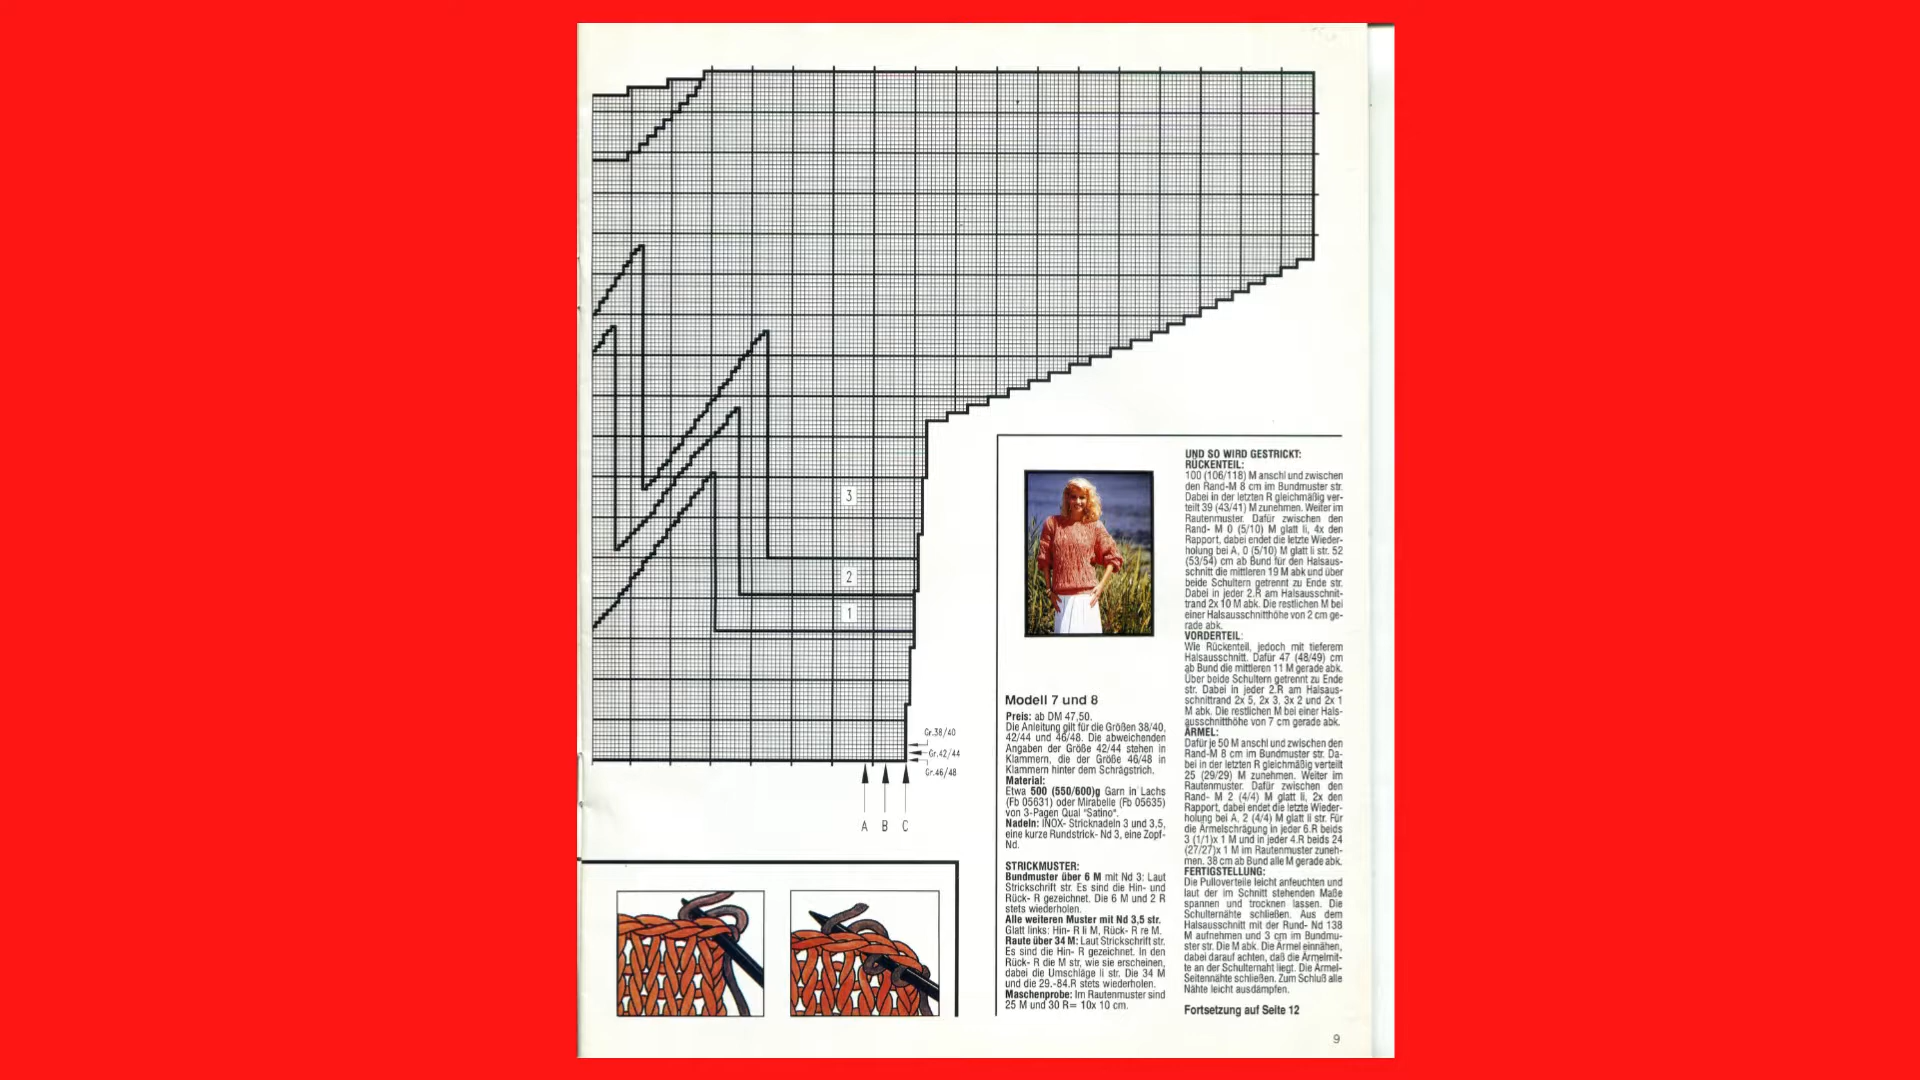 3
2
1
Gr.38/40
Gr.42/44
Gr.46/48
A B C
Modell 7 und 8
Preis: ab DM 47,50.
Die Anleitung gilt für die Größen 38/40,
42/44 und 46/48. Die abweichenden
Angaben der Größe 42/44 stehen in
Klammern, die der Größe 46/48 in
Klammern hinter dem Schrägstrich.
Material:
Etwa 500 (550/600)g Garn in Lachs
(Fb 05631) oder Mirabelle (Fb 05635)
von 3-Pagen Qual "Satino".
Nadeln: INOX- Stricknadeln 3 und 3,5,
eine kurze Rundstrick- Nd 3, eine Zopf-
Nd.
STRICKMUSTER:
Bundmuster über 6 M mit Nd 3: Laut
Strickschrift str. Es sind die Hin- und
Rück- R gezeichnet. Die 6 M und 2 R
stets wiederholen.
Alle weiteren Muster mit Nd 3,5 str.
Glatt links: Hin- R li M, Rück- R re M.
Raute über 34 M: Laut Strickschrift str.
Es sind die Hin- R gezeichnet. In den
Rück- R die M str, wie sie erscheinen,
dabei die Umschläge li str. Die 34 M
und die 29.-84.R stets wiederholen.
Maschenprobe: Im Rautenmuster sind
25 M und 30 R= 10x 10 cm.
UND SO WIRD GESTRICKT:
RÜCKENTEIL:
100 (106/118) M anschl und zwischen
den Rand-M 8 cm im Bundmuster str.
Dabei in der letzten R gleichmäßig ver-
teilt 39 (43/41) M zunehmen. Weiter im
Rautenmuster. Dafür zwischen den
Rand- M 0 (5/10) M glatt li, 4x den
Rapport, dabei endet die letzte Wieder-
holung bei A, 0 (5/10) M glatt li str. 52
(53/54) cm ab Bund für den Halsaus-
schnitt die mittleren 19 M abk und über
beide Schultern getrennt zu Ende str.
Dabei in jeder 2.R am Halsausschnit-
trand 2x 10 M abk. Die restlichen M bei
einer Halsausschnitthöhe von 2 cm ge-
rade abk.
VORDERTEIL:
Wie Rückenteil, jedoch mit tieferem
Halsausschnitt. Dafür 47 (48/49) cm
ab Bund die mittleren 11 M gerade abk.
Über beide Schultern getrennt zu Ende
str. Dabei in jeder 2.R am Halsaus-
schnittrand 2x 5, 2x 3, 3x 2 und 2x 1
M abk. Die restlichen M bei einer Hals-
ausschnitthöhe von 7 cm gerade abk.
ÄRMEL:
Dafür je 50 M anschl und zwischen den
Rand-M 8 cm im Bundmuster str. Da-
bei in der letzten R gleichmäßig verteilt
25 (29/29) M zunehmen. Weiter im
Rautenmuster. Dafür zwischen den
Rand- M 2 (4/4) M glatt li, 2x den
Rapport, dabei endet die letzte Wieder-
holung bei A, 2 (4/4) M glatt li str. Für
die Ärmelschrägung in jeder 6.R beids
3 (1/1)x 1 M und in jeder 4.R beids 24
(27/27)x 1 M im Rautenmuster zuneh-
men. 38 cm ab Bund alle M gerade abk.
FERTIGSTELLUNG:
Die Pulloverteile leicht anfeuchten und
laut der im Schnitt stehenden Maße
spannen und trocknen lassen. Die
Schulternähte schließen. Aus dem
Halsausschnitt mit der Rund- Nd 138
M aufnehmen und 3 cm im Bundmu-
ster str. Die M abk. Die Ärmel einnähen,
dabei darauf achten, daß die Ärmelmit-
te an der Schulternaht liegt. Die Ärmel-
Seitennähte schließen. Zum Schluß alle
Nähte leicht ausdämpfen.
Fortsetzung auf Seite 12
9